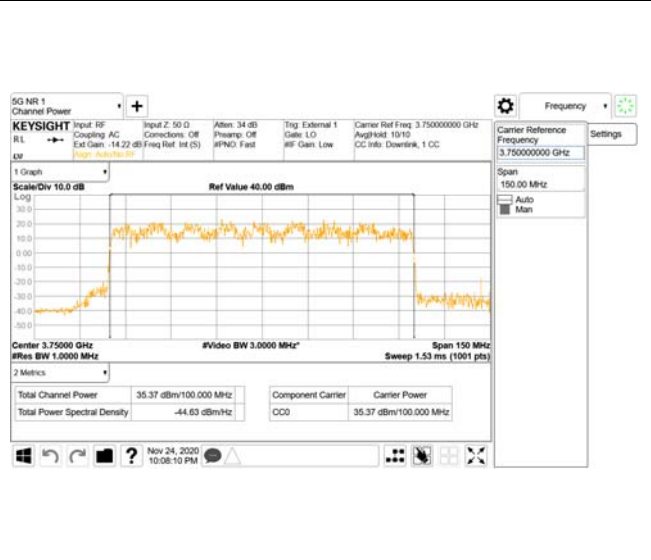 5G NR 1
Channel Power
Frequency
KEYSIGHT
Input: RF
Coupling: AC
Ext Gain: -14.22 dB
Align: Auto/No RF
RL
Input Z: 50 Ω
Corrections: Off
Freq Ref: Int (S)
Atten: 34 dB
Preamp: Off
#PNO: Fast
Trig: External 1
Gate: LO
#IF Gain: Low
Carrier Ref Freq: 3.750000000 GHz
Avg|Hold: 10/10
CC Info: Downlink, 1 CC
Carrier Reference
Frequency
3.750000000 GHz
Settings
Span
150.00 MHz
Auto
Man
1 Graph
Scale/Div 10.0 dB
Ref Value 40.00 dBm
Log
30.0
20.0
10.0
0.00
-10.0
-20.0
-30.0
-40.0
-50.0
Center 3.75000 GHz
#Video BW 3.0000 MHz*
Span 150 MHz
#Res BW 1.0000 MHz
Sweep 1.53 ms (1001 pts)
2 Metrics
Total Channel Power
35.37 dBm/100.000 MHz
Component Carrier
Carrier Power
Total Power Spectral Density
-44.63 dBm/Hz
CC0
35.37 dBm/100.000 MHz
?
Nov 24, 2020
10:08:10 PM